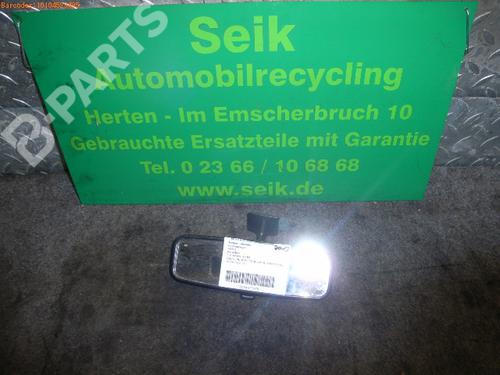 Seik
Automobilrecycling
Herten - Im Emscherbruch 10
Gebrauchte Ersatzteile mit Garantie
Tel. 0 23 66 / 10 68 68
www.seik.de
B-PARTS